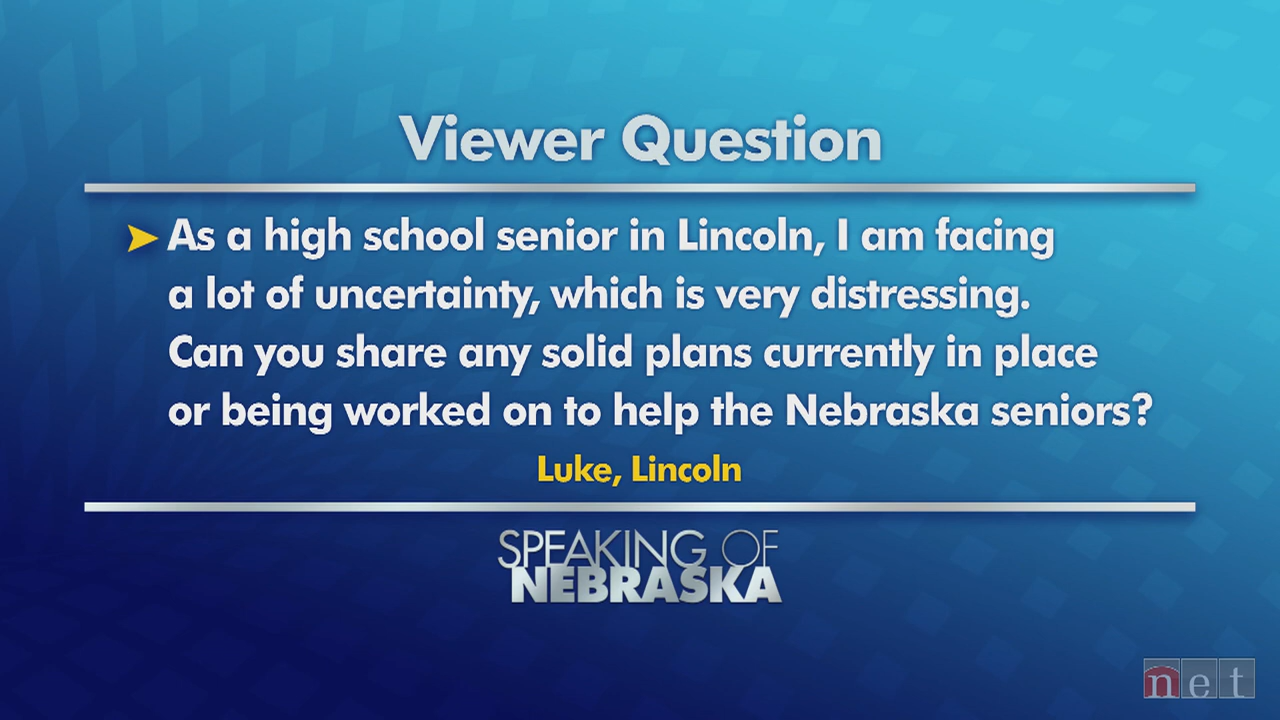 Viewer Question
➤ As a high school senior in Lincoln, I am facing
a lot of uncertainty, which is very distressing.
Can you share any solid plans currently in place
or being worked on to help the Nebraska seniors?
Luke, Lincoln
SPEAKING OF
NEBRASKA
net